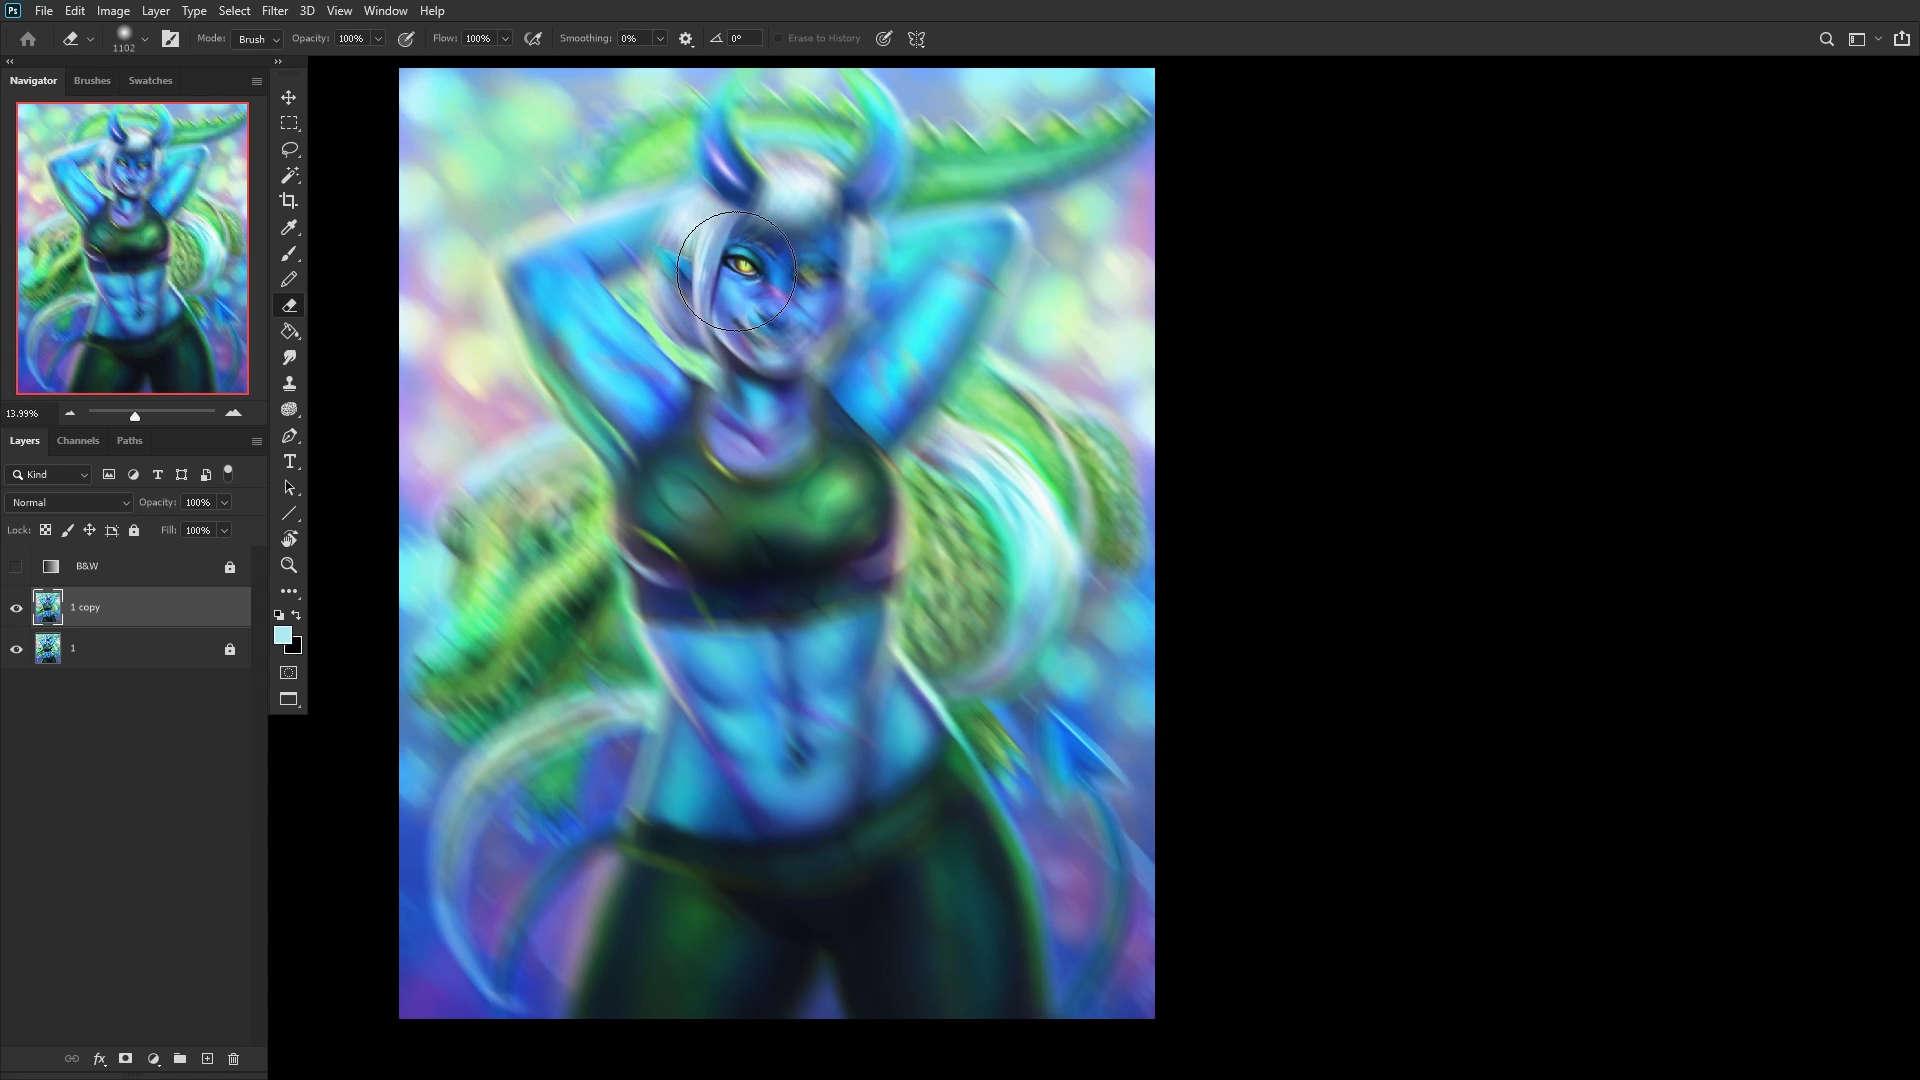 Ps File Edit Image Layer Type Select Filter 3D View Window Help
1102 Mode: Brush Opacity: 100% Flow: 100% Smoothing: 0% 0° Erase to History
Navigator Brushes Swatches
13.99%
Layers Channels Paths
Kind
Normal Opacity: 100%
Lock: Fill: 100%
B&W
1 copy
1
fx